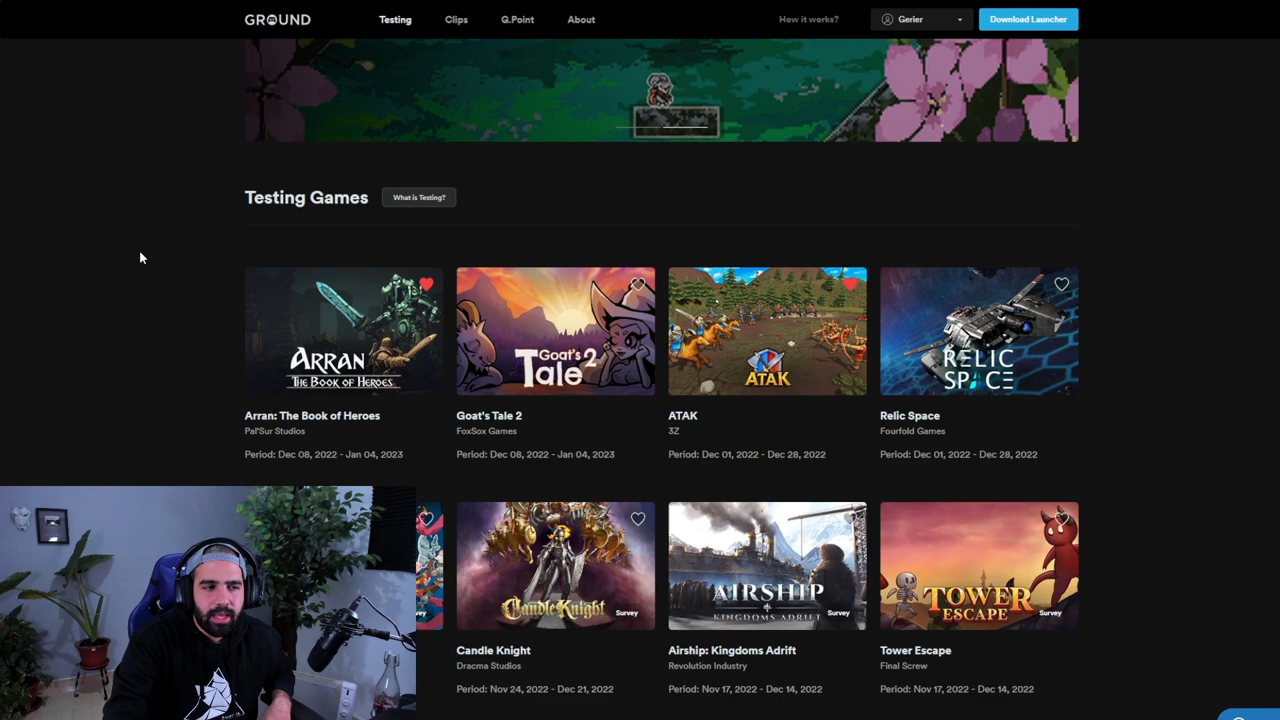 GROUND
Testing
Clips
G.Point
About
How it works?
Gerier
Download Launcher
Testing Games
What is Testing?
ARRAN
THE BOOK OF HEROES
Goat's
Tale 2
ATAK
RELIC
SPACE
Arran: The Book of Heroes
Goat's Tale 2
ATAK
Relic Space
Pal'Sur Studios
FoxSox Games
3Z
Fourfold Games
Period: Dec 08, 2022 - Jan 04, 2023
Period: Dec 08, 2022 - Jan 04, 2023
Period: Dec 01, 2022 - Dec 28, 2022
Period: Dec 01, 2022 - Dec 28, 2022
Candle Knight
Survey
AIRSHIP
KINGDOMS ADRIFT
Survey
TOWER
ESCAPE
Survey
Candle Knight
Airship: Kingdoms Adrift
Tower Escape
Dracma Studios
Revolution Industry
Final Screw
Period: Nov 24, 2022 - Dec 21, 2022
Period: Nov 17, 2022 - Dec 14, 2022
Period: Nov 17, 2022 - Dec 14, 2022